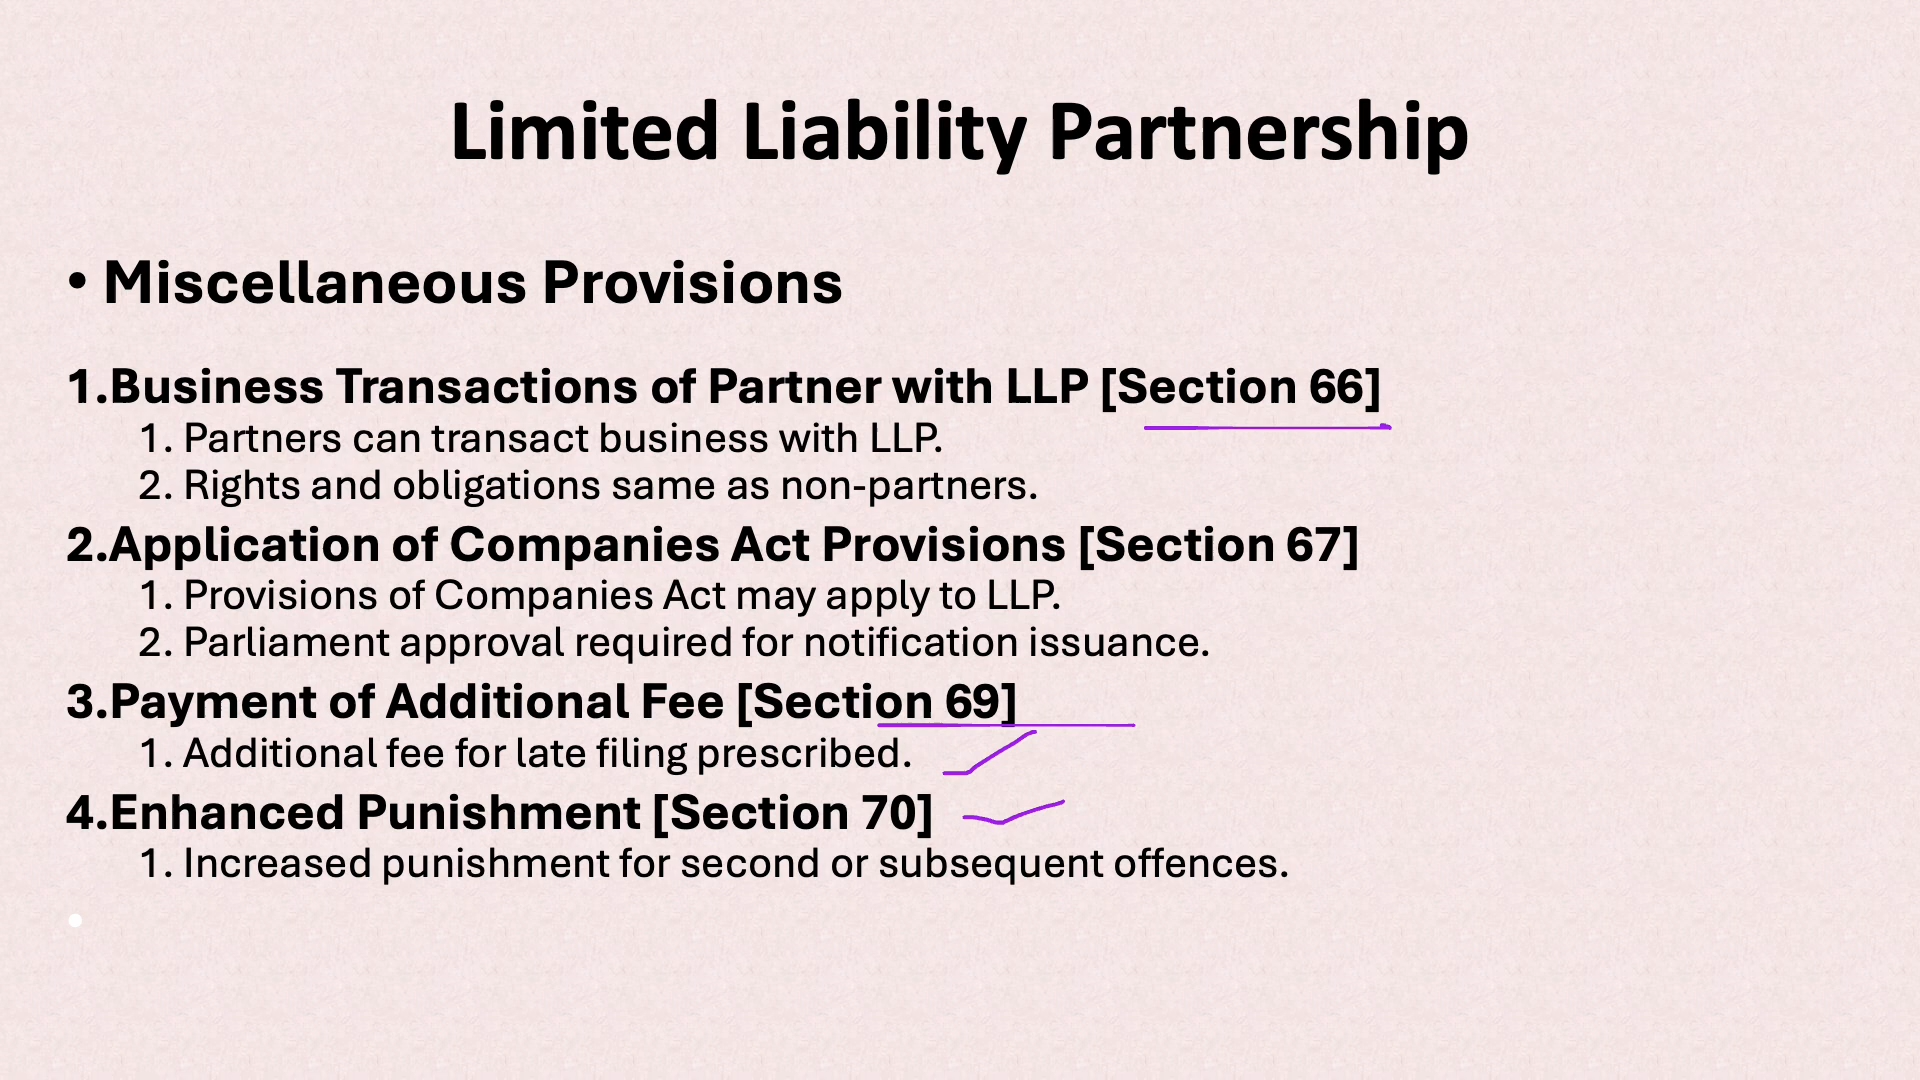 Limited Liability Partnership
• Miscellaneous Provisions
1.Business Transactions of Partner with LLP [Section 66]
1. Partners can transact business with LLP.
2. Rights and obligations same as non-partners.
2.Application of Companies Act Provisions [Section 67]
1. Provisions of Companies Act may apply to LLP.
2. Parliament approval required for notification issuance.
3.Payment of Additional Fee [Section 69]
1. Additional fee for late filing prescribed.
4.Enhanced Punishment [Section 70]
1. Increased punishment for second or subsequent offences.